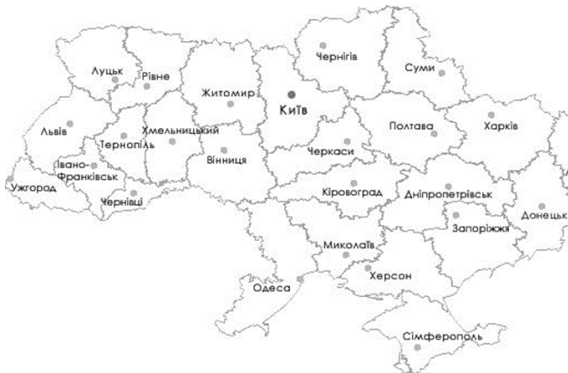 Чернігів
Суми
Луцьк
Рівне
Житомир
Київ
Львів
Тернопіль
Хмельницький
Вінниця
Черкаси
Полтава
Харків
Івано-
Франківськ
Ужгород
Чернівці
Кіровоград
Дніпропетрівськ
Донецьк
Запоріжжя
Миколаїв
Херсон
Одеса
Сімферополь